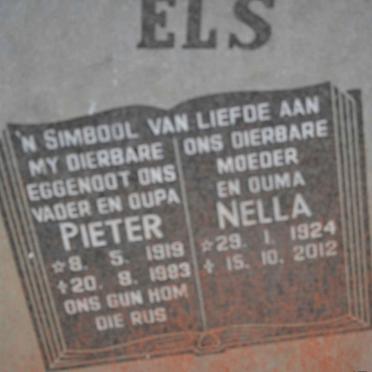 ELS
'N SIMBOOL VAN LIEFDE AAN
MY DIERBARE
EGGENOOT ONS
VADER EN OUPA
PIETER
☆8. 5. 1919
†20. 8. 1983
ONS GUN HOM
DIE RUS
ONS DIERBARE
MOEDER
EN OUMA
NELLA
☆29. 1. 1924
† 15. 10. 2012